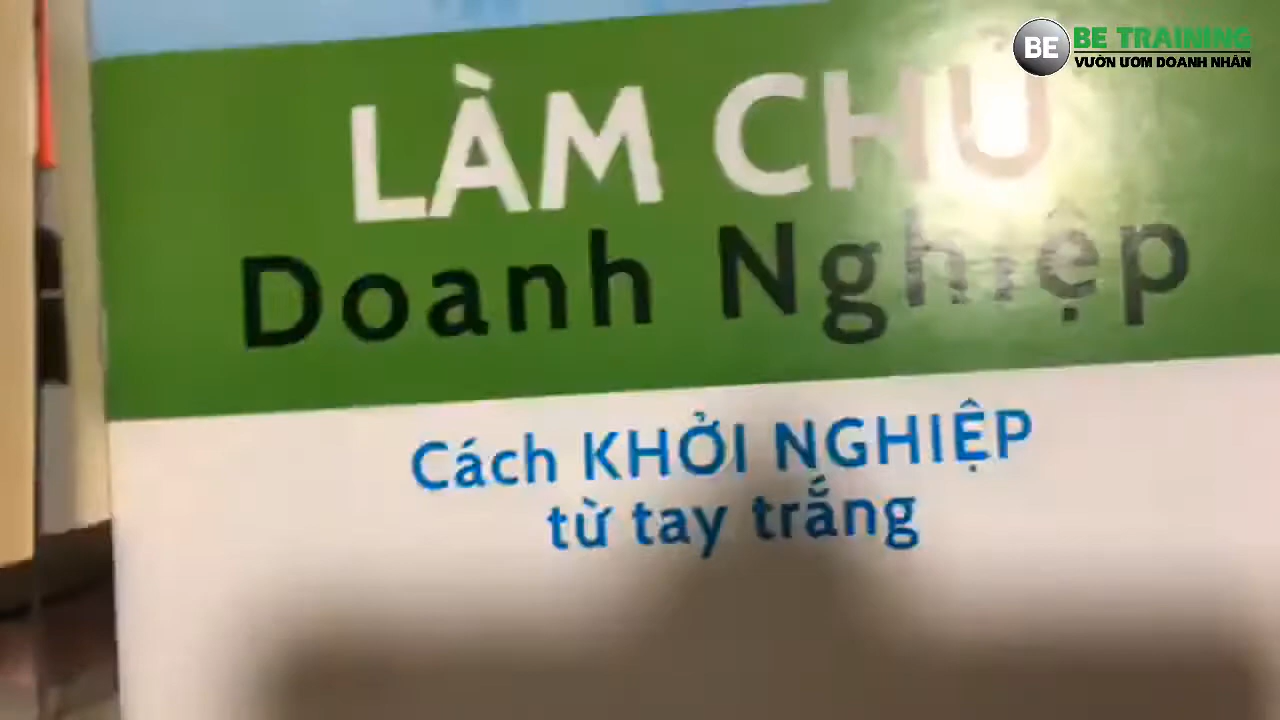 BE BE TRAINING
VƯỜN ƯƠM DOANH NHÂN
LÀM CHỦ
Doanh Nghiệp
Cách KHỞI NGHIỆP
từ tay trắng